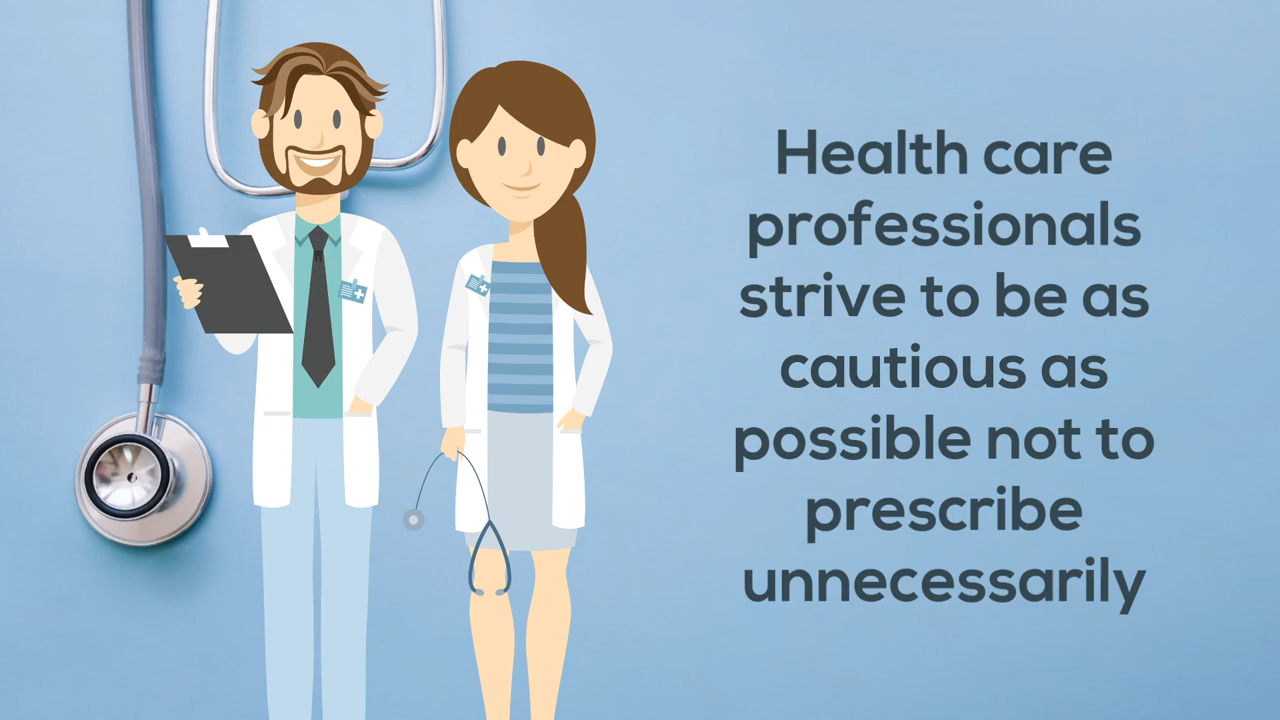 Health care
professionals
strive to be as
cautious as
possible not to
prescribe
unnecessarily